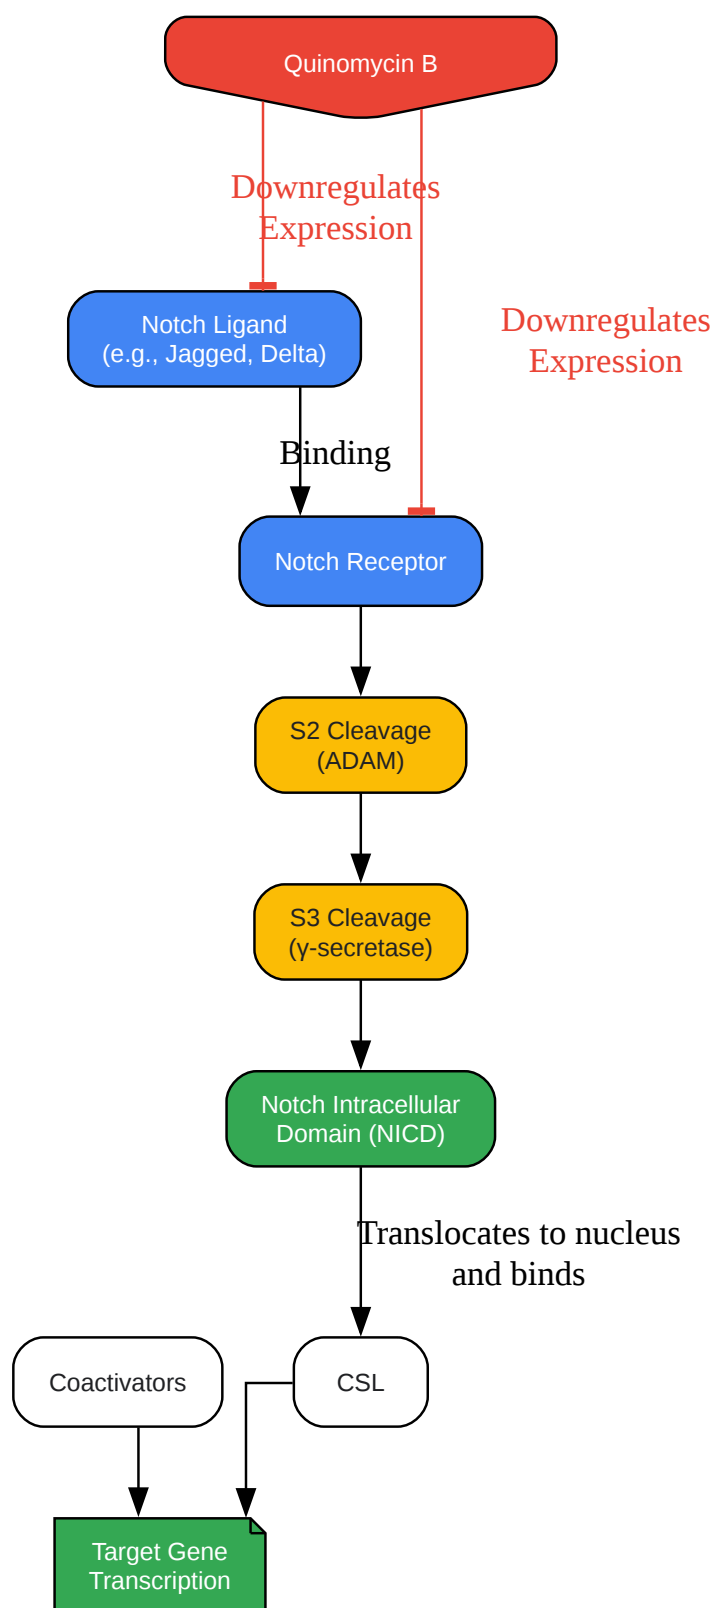 Quinomycin B
Downregulates
Expression
Downregulates
Expression
Notch Ligand
(e.g., Jagged, Delta)
Binding
Notch Receptor
S2 Cleavage
(ADAM)
S3 Cleavage
(γ-secretase)
Notch Intracellular
Domain (NICD)
Translocates to nucleus
and binds
Coactivators
CSL
Target Gene
Transcription